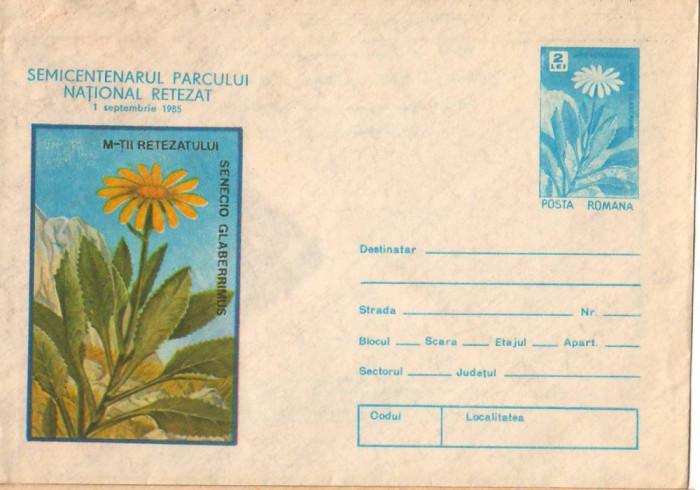 SEMICENTENARUL PARCULUI
NAȚIONAL RETEZAT
1 septembrie 1985
M-ȚII RETEZATULUI
SENECIO GLABERRIMUS
2
LEI
POSTA ROMANA
Destinatar
Strada Nr.
Blocul Scara Etajul Apart.
Sectorul Județul
Codul Localitatea